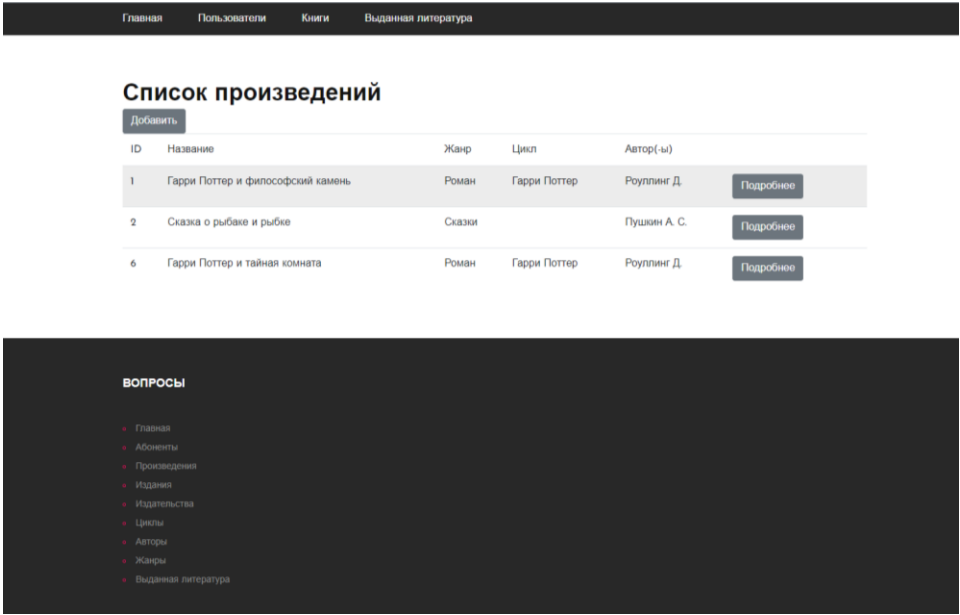 Главная Пользователи Книги Выданная литература
Список произведений
Добавить
ID Название Жанр Цикл Автор(-ы)
1 Гарри Поттер и философский камень Роман Гарри Поттер Роуллинг Д. Подробнее
2 Сказка о рыбаке и рыбке Сказки Пушкин А. С. Подробнее
6 Гарри Поттер и тайная комната Роман Гарри Поттер Роуллинг Д. Подробнее
ВОПРОСЫ
Главная
Абоненты
Произведения
Издания
Издательства
Циклы
Авторы
Жанры
Выданная литература